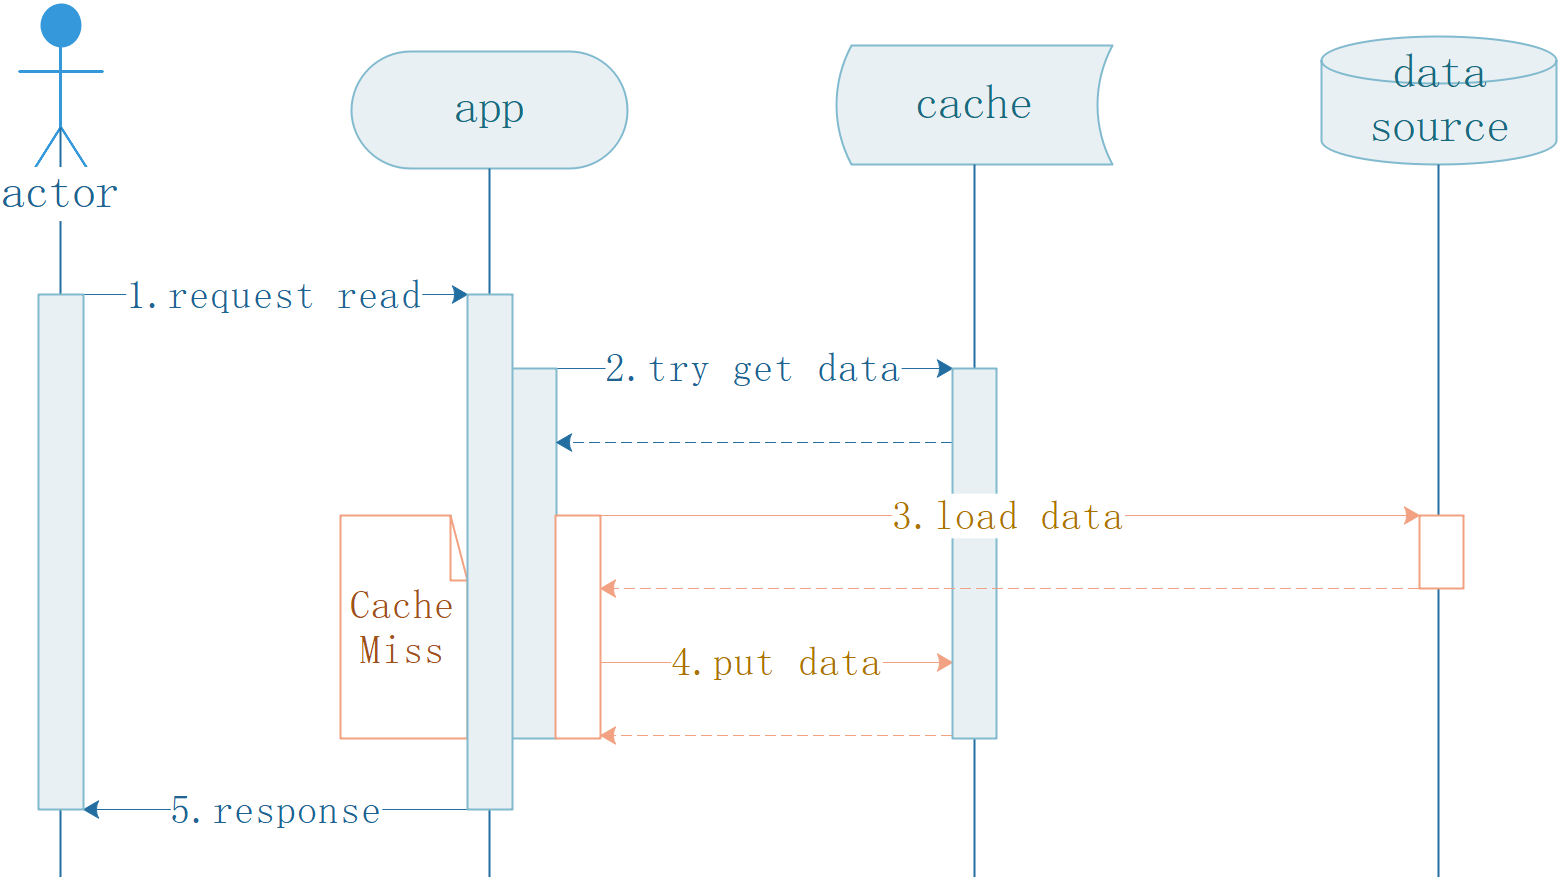 actor
app
cache
data
source
1.request read
2.try get data
3.load data
Cache
Miss
4.put data
5.response